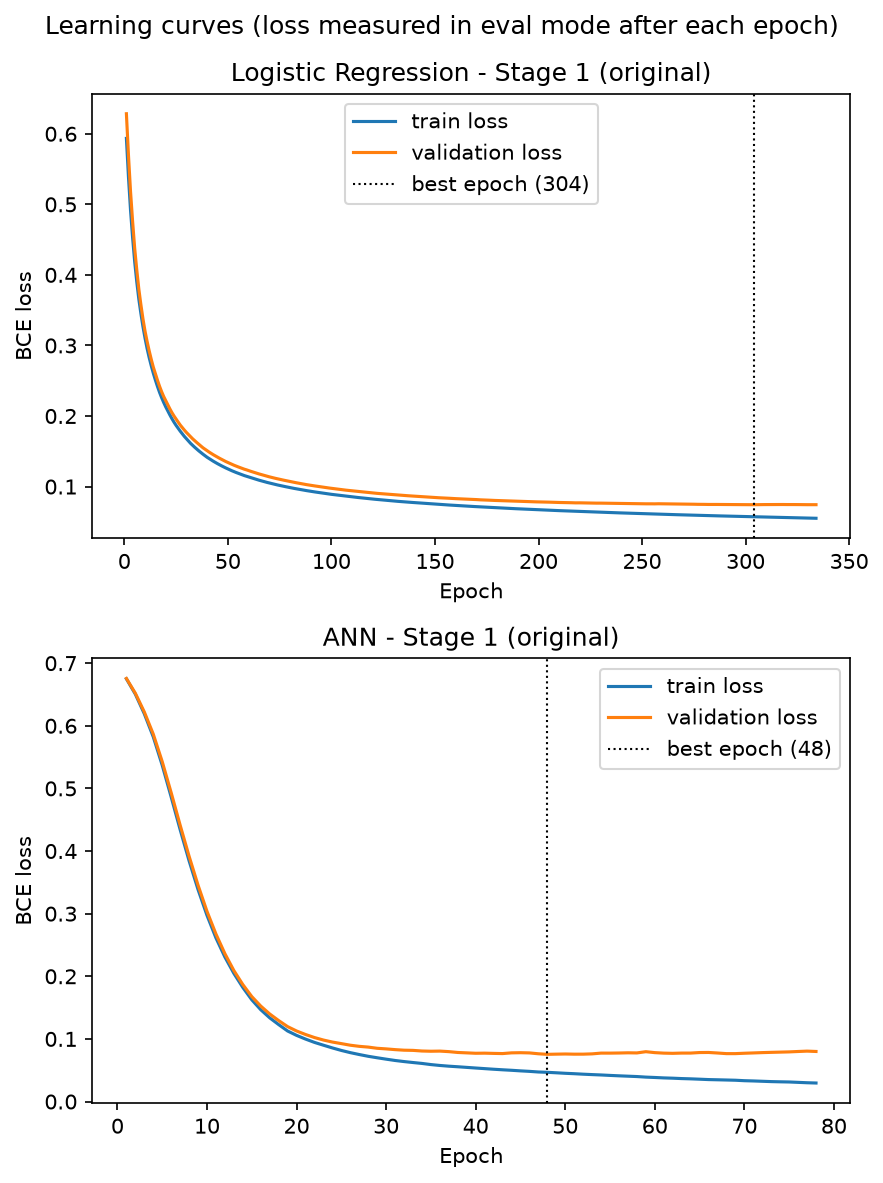 Learning curves (loss measured in eval mode after each epoch)
Logistic Regression - Stage 1 (original)
train loss
validation loss
best epoch (304)
BCE loss
0.6
0.5
0.4
0.3
0.2
0.1
0 50 100 150 200 250 300 350
Epoch
ANN - Stage 1 (original)
train loss
validation loss
best epoch (48)
BCE loss
0.7
0.6
0.5
0.4
0.3
0.2
0.1
0.0
0 10 20 30 40 50 60 70 80
Epoch